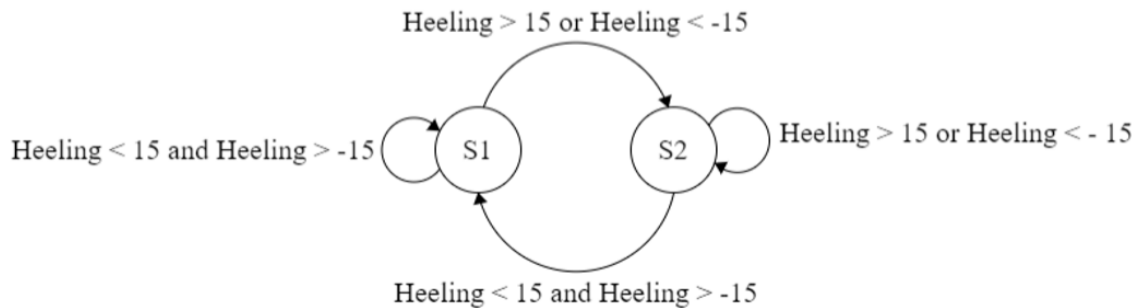 Heeling > 15 or Heeling < -15
Heeling < 15 and Heeling > -15
S1
S2
Heeling > 15 or Heeling < - 15
Heeling < 15 and Heeling > -15